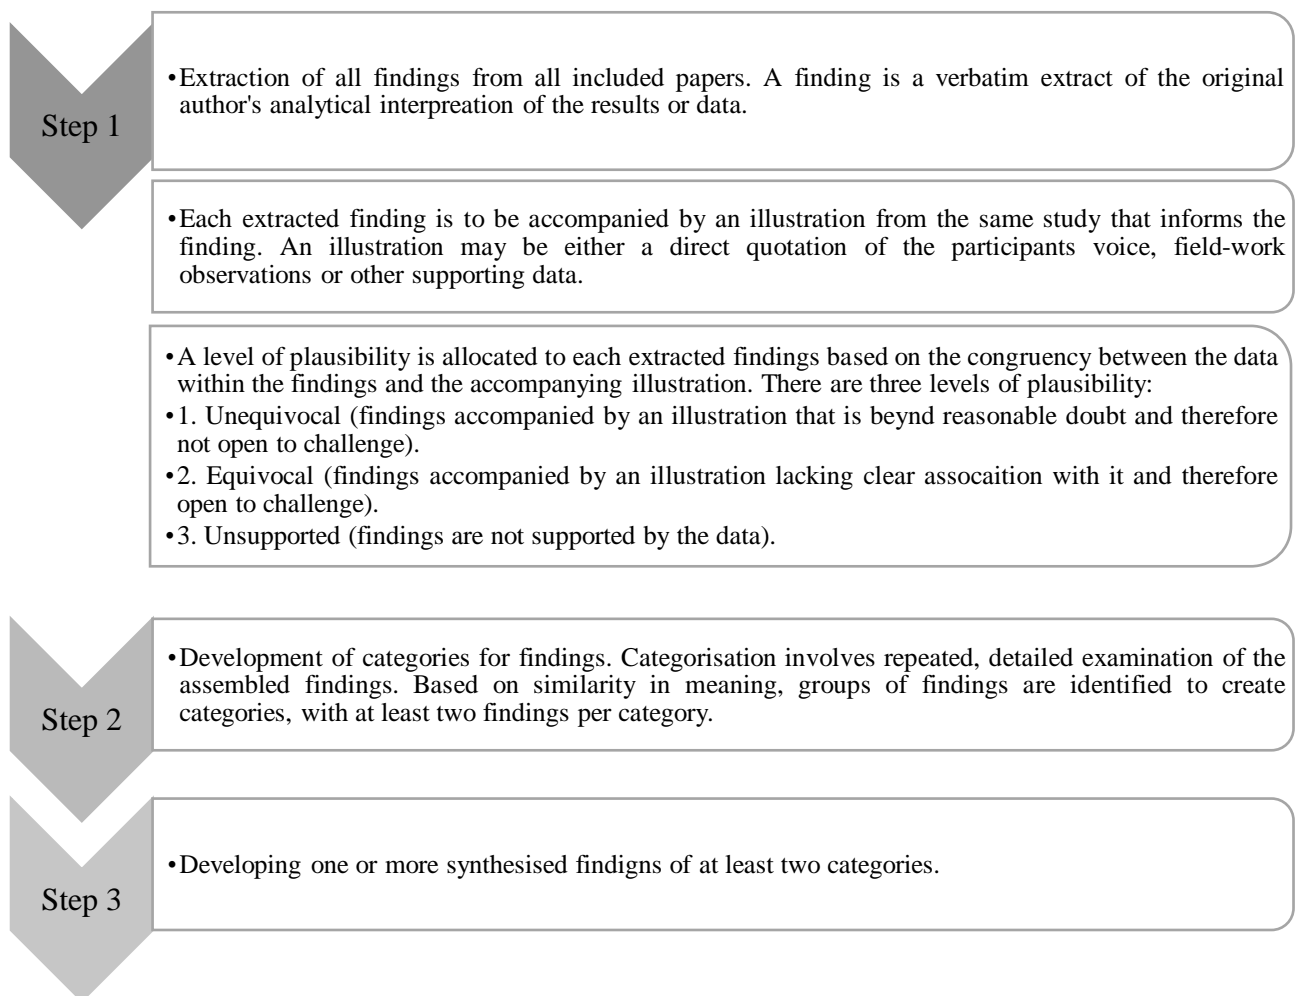 Step 1
•Extraction of all findings from all included papers. A finding is a verbatim extract of the original
author's analytical interpreation of the results or data.
•Each extracted finding is to be accompanied by an illustration from the same study that informs the
finding. An illustration may be either a direct quotation of the participants voice, field-work
observations or other supporting data.
•A level of plausibility is allocated to each extracted findings based on the congruency between the data
within the findings and the accompanying illustration. There are three levels of plausibility:
•1. Unequivocal (findings accompanied by an illustration that is beynd reasonable doubt and therefore
not open to challenge).
•2. Equivocal (findings accompanied by an illustration lacking clear assocaition with it and therefore
open to challenge).
•3. Unsupported (findings are not supported by the data).
Step 2
•Development of categories for findings. Categorisation involves repeated, detailed examination of the
assembled findings. Based on similarity in meaning, groups of findings are identified to create
categories, with at least two findings per category.
Step 3
•Developing one or more synthesised findigns of at least two categories.